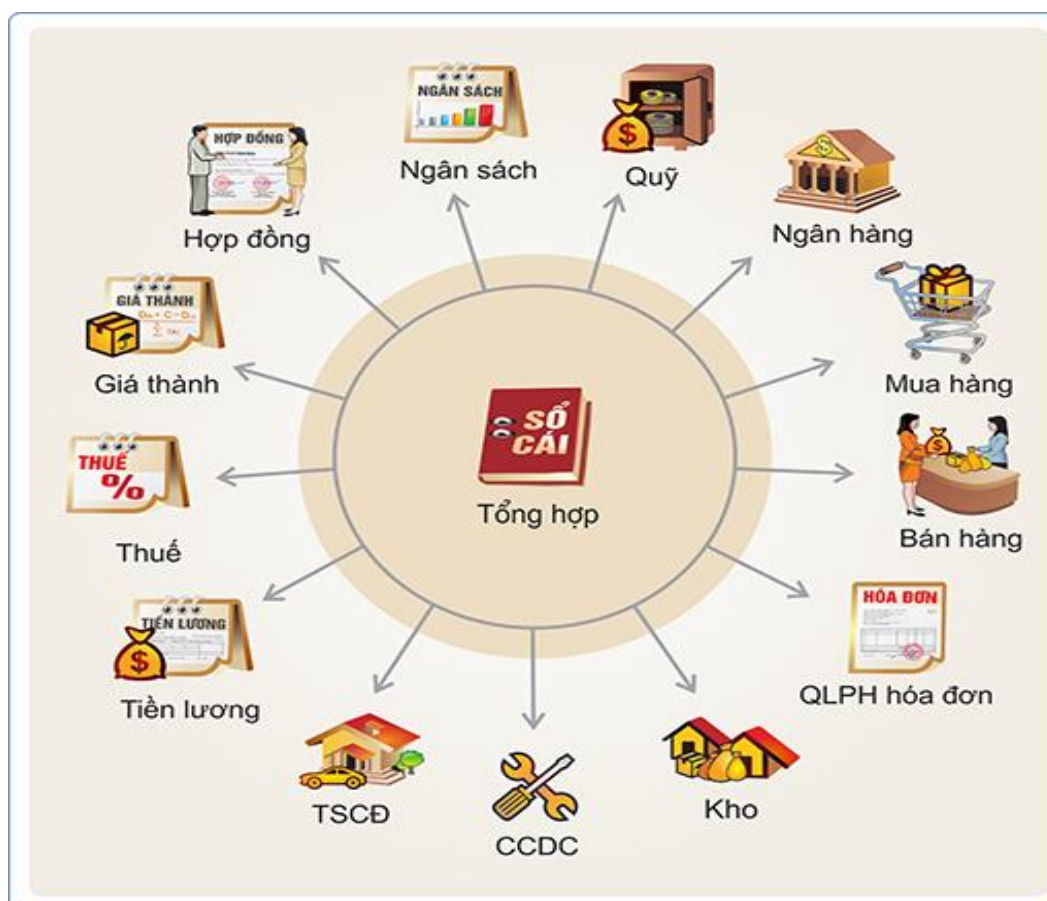 NGÂN SÁCH
Ngân sách
$
Quỹ
HỢP ĐỒNG
Hợp đồng
$
Ngân hàng
GIÁ THÀNH
Giá thành
Mua hàng
SỔ
CÁI
Tổng hợp
THUẾ
%
Thuế
$
Bán hàng
TIỀN LƯƠNG
$
Tiền lương
HÓA ĐƠN
QLPH hóa đơn
TSCĐ
CCDC
Kho